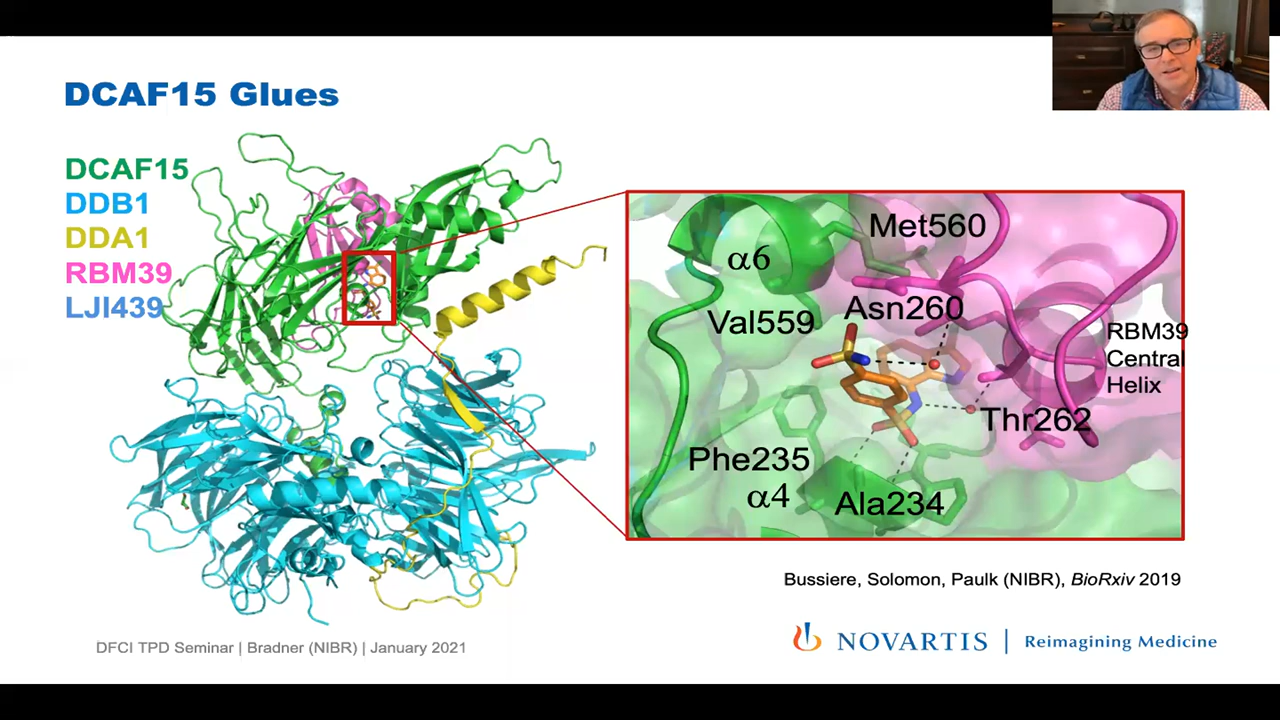 DCAF15 Glues
DCAF15
DDB1
DDA1
RBM39
LJI439
Met560
α6
Asn260
Val559
RBM39
Central
Helix
Thr262
Phe235
α4
Ala234
Bussiere, Solomon, Paulk (NIBR), BioRxiv 2019
DFCI TPD Seminar | Bradner (NIBR) | January 2021
NOVARTIS | Reimagining Medicine